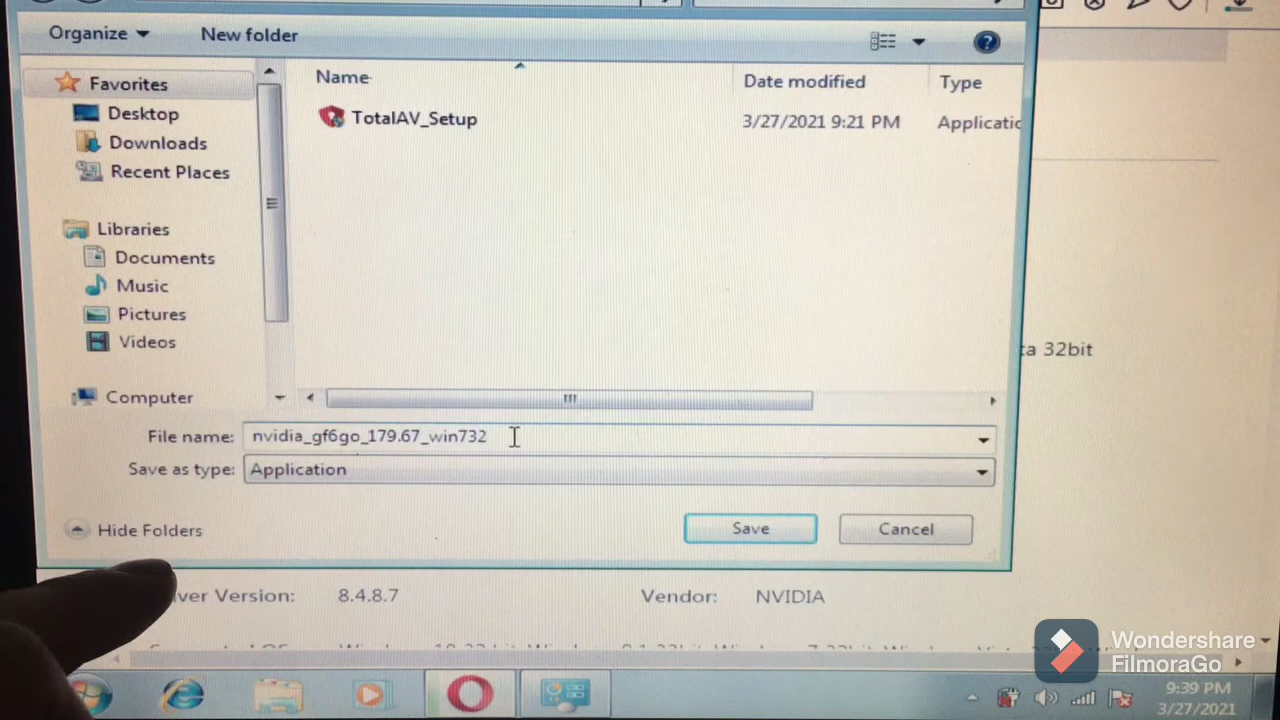 Organize
New folder
Favorites
Desktop
Downloads
Recent Places
Libraries
Documents
Music
Pictures
Videos
Computer
Name
Date modified
Type
TotalAV_Setup
3/27/2021 9:21 PM
Applicatic
ta 32bit
File name:
nvidia_gf6go_179.67_win732
Save as type:
Application
Hide Folders
Save
Cancel
ver Version:
8.4.8.7
Vendor:
NVIDIA
Wondershare
FilmoraGo
9:39 PM
3/27/2021